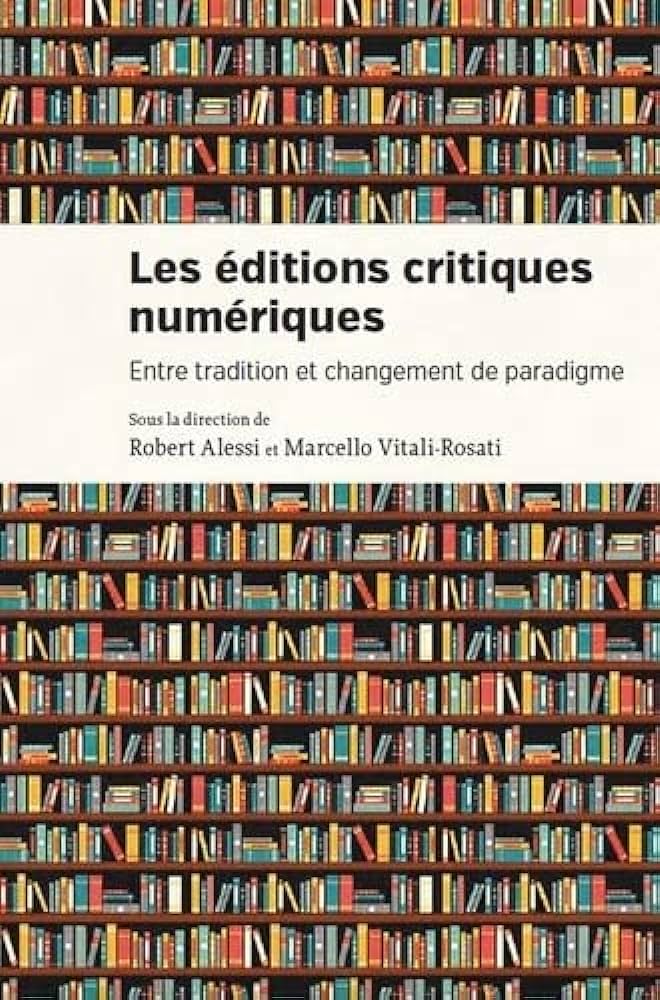 Les éditions critiques
numériques
Entre tradition et changement de paradigme
Sous la direction de
Robert Alessi et Marcello Vitali-Rosati